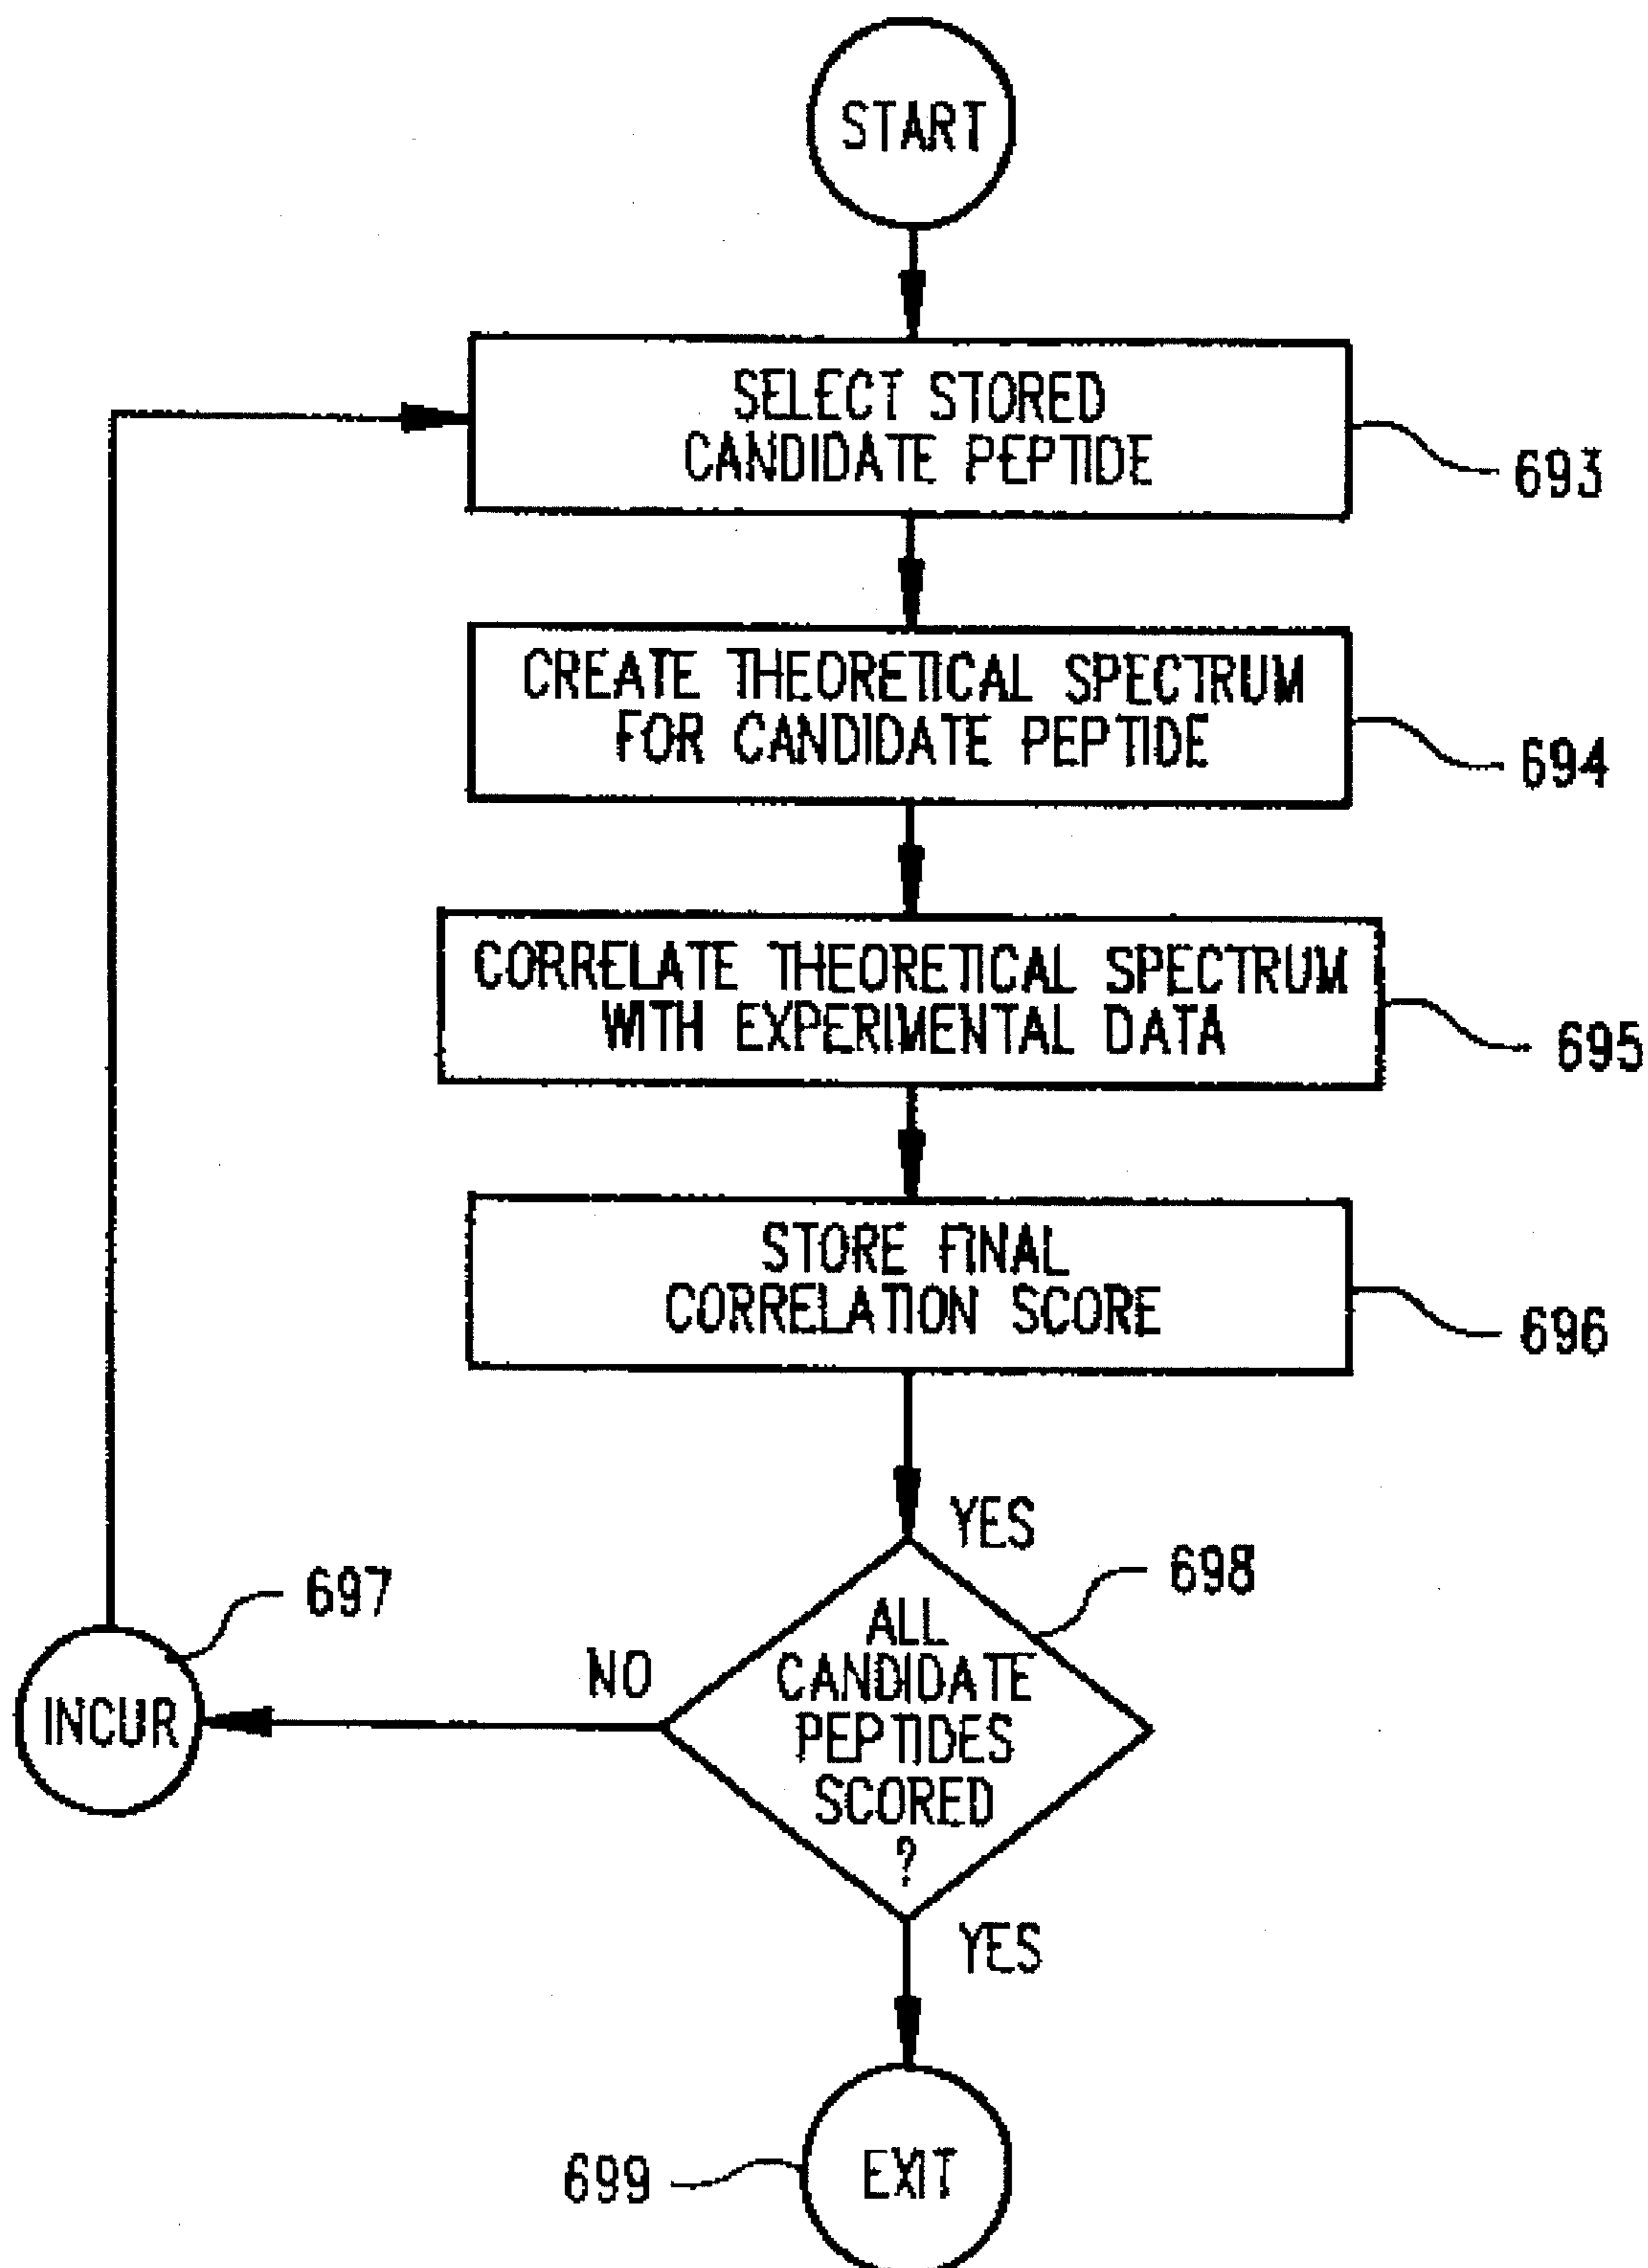 START
SELECT STORED
CANDIDATE PEPTIDE
693
CREATE THEORETICAL SPECTRUM
FOR CANDIDATE PEPTIDE
694
CORRELATE THEORETICAL SPECTRUM
WITH EXPERIMENTAL DATA
695
STORE FINAL
CORRELATION SCORE
696
YES
698
ALL
CANDIDATE
PEPTIDES
SCORED
?
NO
697
INCUR
YES
699
EXIT